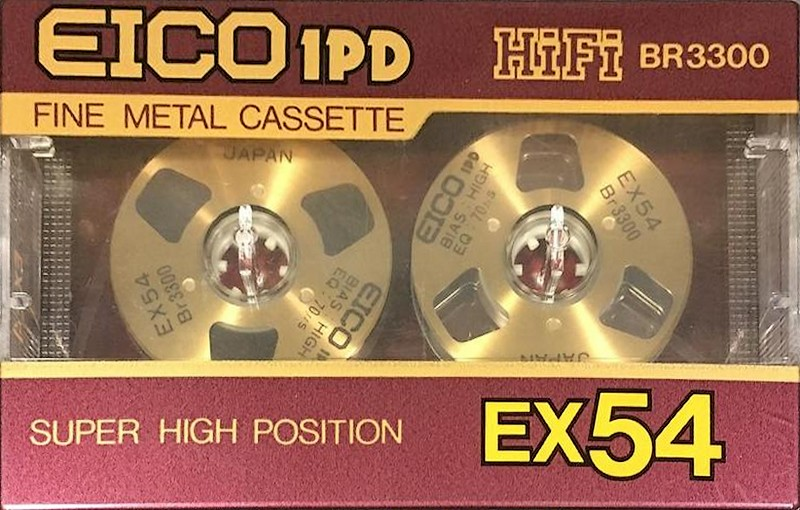 EICO 1PD
HiFi BR3300
FINE METAL CASSETTE
JAPAN
EX54
Br3300
EICO 1PD
BIAS HIGH
EQ 70μs
EICO 1PD
BIAS HIGH
EQ 70μs
EX54
Br3300
JAPAN
SUPER HIGH POSITION
EX54